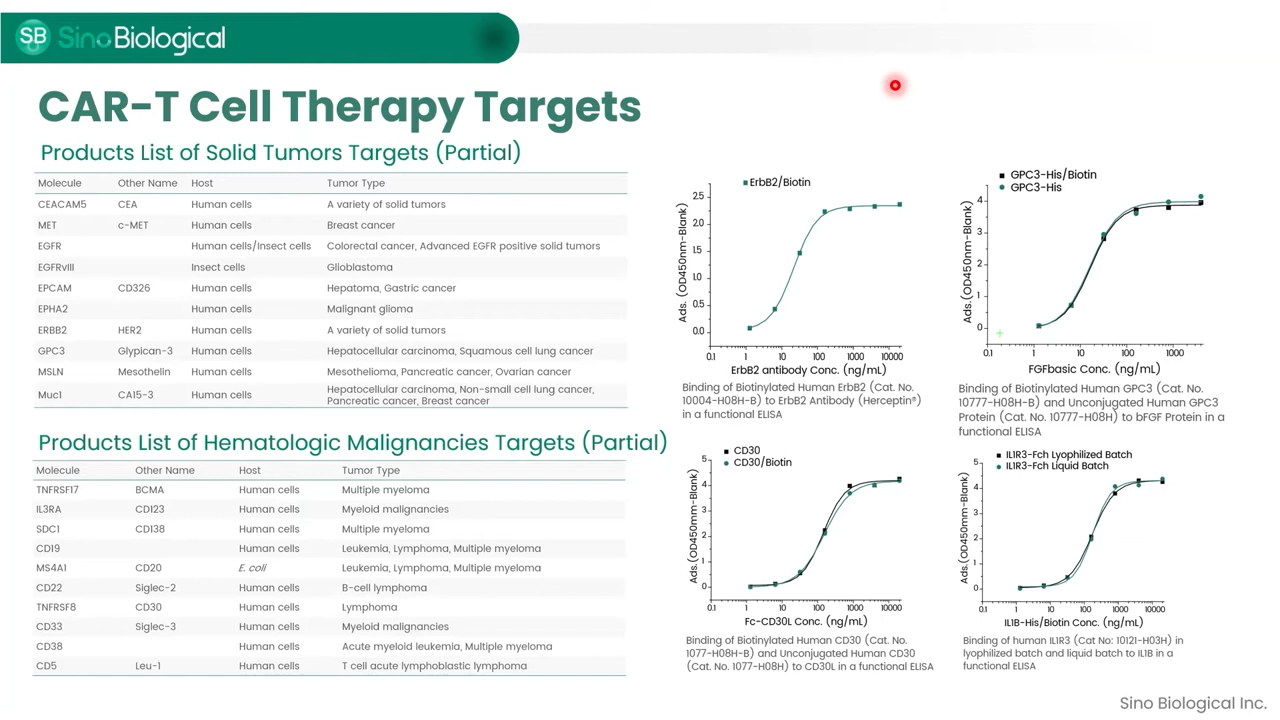 SB SinoBiological
CAR-T Cell Therapy Targets
Products List of Solid Tumors Targets (Partial)
Molecule Other Name Host Tumor Type
CEACAM5 CEA Human cells A variety of solid tumors
MET c-MET Human cells Breast cancer
EGFR Human cells/Insect cells Colorectal cancer, Advanced EGFR positive solid tumors
EGFRvIII Insect cells Glioblastoma
EPCAM CD326 Human cells Hepatoma, Gastric cancer
EPHA2 Human cells Malignant glioma
ERBB2 HER2 Human cells A variety of solid tumors
GPC3 Glypican-3 Human cells Hepatocellular carcinoma, Squamous cell lung cancer
MSLN Mesothelin Human cells Mesothelioma, Pancreatic cancer, Ovarian cancer
Muc1 CA15-3 Human cells Hepatocellular carcinoma, Non-small cell lung cancer,
Pancreatic cancer, Breast cancer
Products List of Hematologic Malignancies Targets (Partial)
Molecule Other Name Host Tumor Type
TNFRSF17 BCMA Human cells Multiple myeloma
IL3RA CD123 Human cells Myeloid malignancies
SDC1 CD138 Human cells Multiple myeloma
CD19 Human cells Leukemia, Lymphoma, Multiple myeloma
MS4A1 CD20 E. coli Leukemia, Lymphoma, Multiple myeloma
CD22 Siglec-2 Human cells B-cell lymphoma
TNFRSF8 CD30 Human cells Lymphoma
CD33 Siglec-3 Human cells Myeloid malignancies
CD38 Human cells Acute myeloid leukemia, Multiple myeloma
CD5 Leu-1 Human cells T cell acute lymphoblastic lymphoma
ErbB2/Biotin
Ads. (OD450nm-Blank)
2.5
2.0
1.5
1.0
0.5
0.0
0.1 1 10 100 1000 10000
ErbB2 antibody Conc. (ng/mL)
Binding of Biotinylated Human ErbB2 (Cat. No.
10004-H08H-B) to ErbB2 Antibody (Herceptin®)
in a functional ELISA
GPC3-His/Biotin
GPC3-His
Ads.(OD450nm-Blank)
4
3
2
1
0
0.1 1 10 100 1000
FGFbasic Conc. (ng/mL)
Binding of Biotinylated Human GPC3 (Cat. No.
10777-H03H-B) and Unconjugated Human GPC3
Protein (Cat. No. 10777-H08H) to bFGF Protein in a
functional ELISA
CD30
CD30/Biotin
Ads.(OD450mm-Blank)
5
4
3
2
1
0
0.1 1 10 100 1000 10000
Fc-CD30L Conc. (ng/mL)
Binding of Biotinylated Human CD30 (Cat. No.
1077-H08H-B) and Unconjugated Human CD30
(Cat. No. 1077-H08H) to CD30L in a functional ELISA
IL1R3-Fch Lyophilized Batch
IL1R3-Fch Liquid Batch
Ads.(OD450mm-Blank)
5
4
3
2
1
0
0.1 1 10 100 1000 10000
IL1B-His/Biotin Conc. (ng/mL)
Binding of human IL1R3 (Cat No: 10121-H03H) in
lyophilized batch and liquid batch to IL1B in a
functional ELISA
Sino Biological Inc.